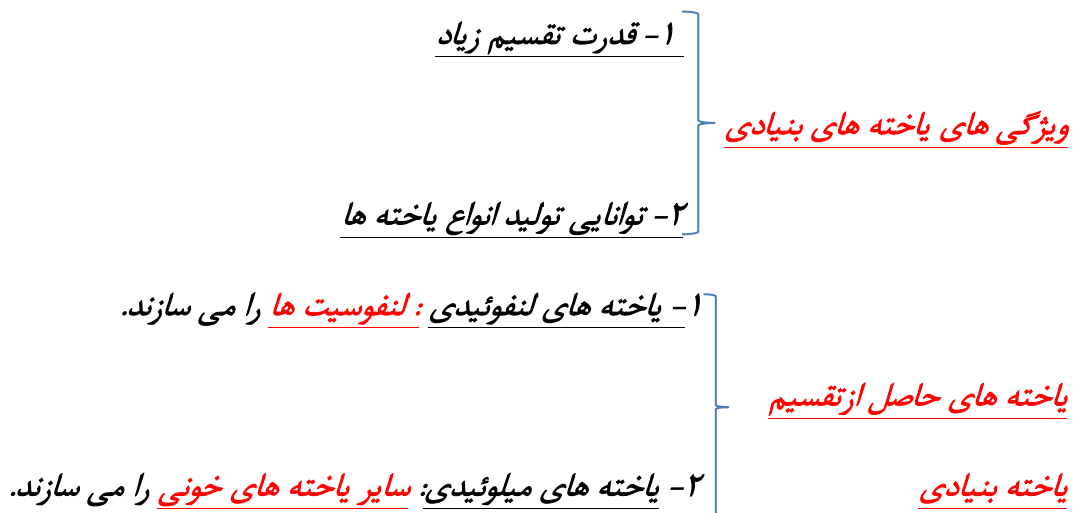 ۱- قدرت تقسیم زیاد
ویژگی های یاخته های بنیادی
۲- توانایی تولید انواع یاخته ها
۱- یاخته های لنفوئیدی : لنفوسیت ها را می سازند.
یاخته های حاصل ازتقسیم
یاخته بنیادی
۲- یاخته های میلوئیدی: سایر یاخته های خونی را می سازند.